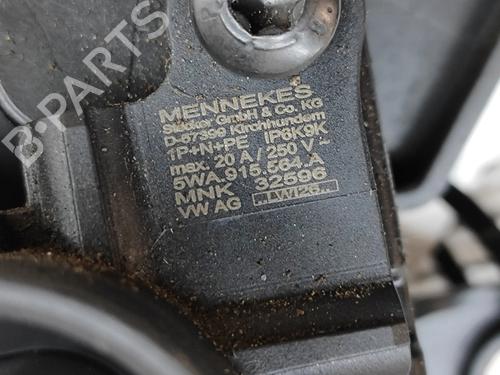 B-PARTS
MENNEKES
Stecker GmbH & Co. KG
D-57399 Kirchhundem
1P+N+PE IP6K9K
max. 20 A / 250 V ~
5WA.915.564.A
MNK 32596
VW AG